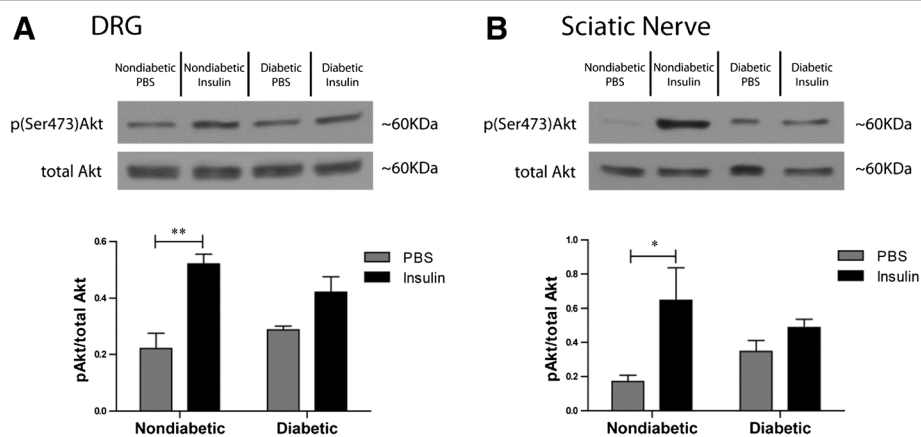 A DRG
Nondiabetic PBS
Nondiabetic Insulin
Diabetic PBS
Diabetic Insulin
p(Ser473)Akt ~60KDa
total Akt ~60KDa
**
0.6
0.4
0.2
0.0
pAkt/total Akt
Nondiabetic Diabetic
PBS
Insulin
B Sciatic Nerve
Nondiabetic PBS
Nondiabetic Insulin
Diabetic PBS
Diabetic Insulin
p(Ser473)Akt ~60KDa
total Akt ~60KDa
*
1.0
0.8
0.6
0.4
0.2
0.0
pAkt/total Akt
Nondiabetic Diabetic
PBS
Insulin